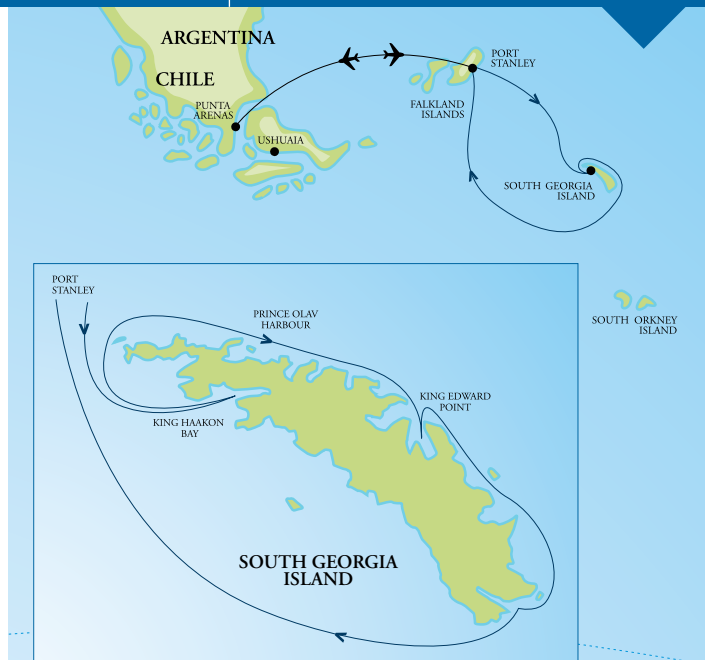 ARGENTINA
CHILE
PUNTA
ARENAS
USHUAIA
PORT
STANLEY
FALKLAND
ISLANDS
SOUTH GEORGIA
ISLAND
SOUTH ORKNEY
ISLAND
PORT
STANLEY
PRINCE OLAV
HARBOUR
KING EDWARD
POINT
KING HAAKON
BAY
SOUTH GEORGIA
ISLAND